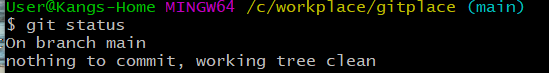 User@Kangs-Home MINGW64 /c/workplace/gitplace (main)
$ git status
On branch main
nothing to commit, working tree clean